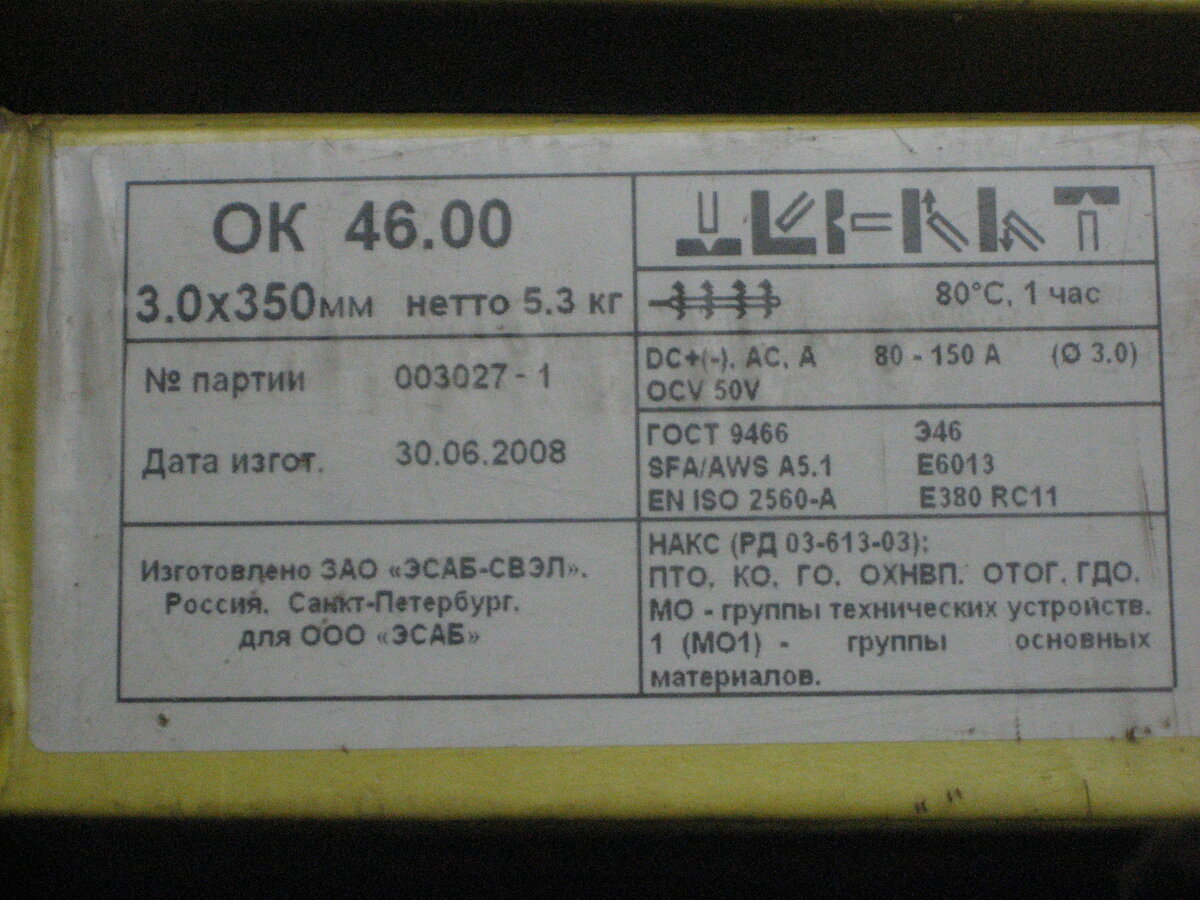 ОК 46.00
3.0x350мм нетто 5.3 кг
№ партии 003027 - 1
Дата изгот. 30.06.2008
Изготовлено ЗАО «ЭСАБ-СВЭЛ».
Россия. Санкт-Петербург.
для ООО «ЭСАБ»
80°C, 1 час
DC+(-), AC, A 80 - 150 A (Ø 3.0)
OCV 50V
ГОСТ 9466 Э46
SFA/AWS A5.1 E6013
EN ISO 2560-A E380 RC11
НАКС (РД 03-613-03):
ПТО, КО, ГО, ОХНВП, ОТОГ, ГДО,
МО - группы технических устройств.
1 (МО1) - группы основных
материалов.